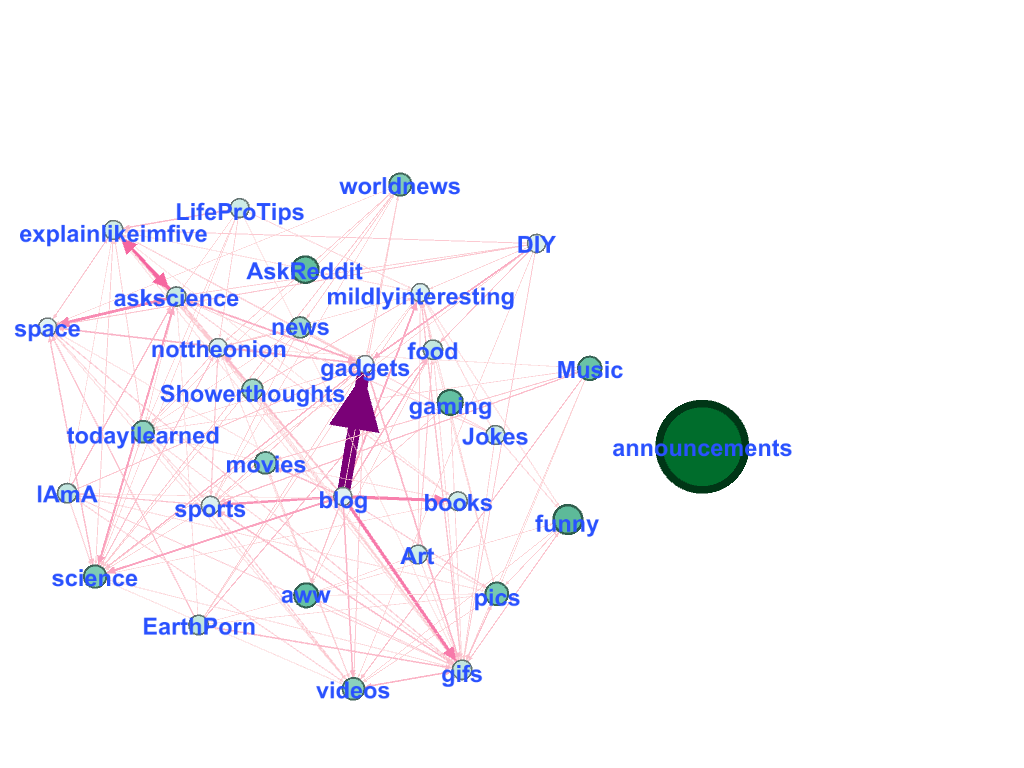 worldnews
LifeProTips
explainlikeimfive
DIY
AskReddit
mildlyinteresting
askscience
space
news
nottheonion
food
gadgets
Music
Showerthoughts
gaming
todayilearned
Jokes
announcements
movies
IAmA
blog
books
sports
funny
Art
science
aww
pics
EarthPorn
gifs
videos